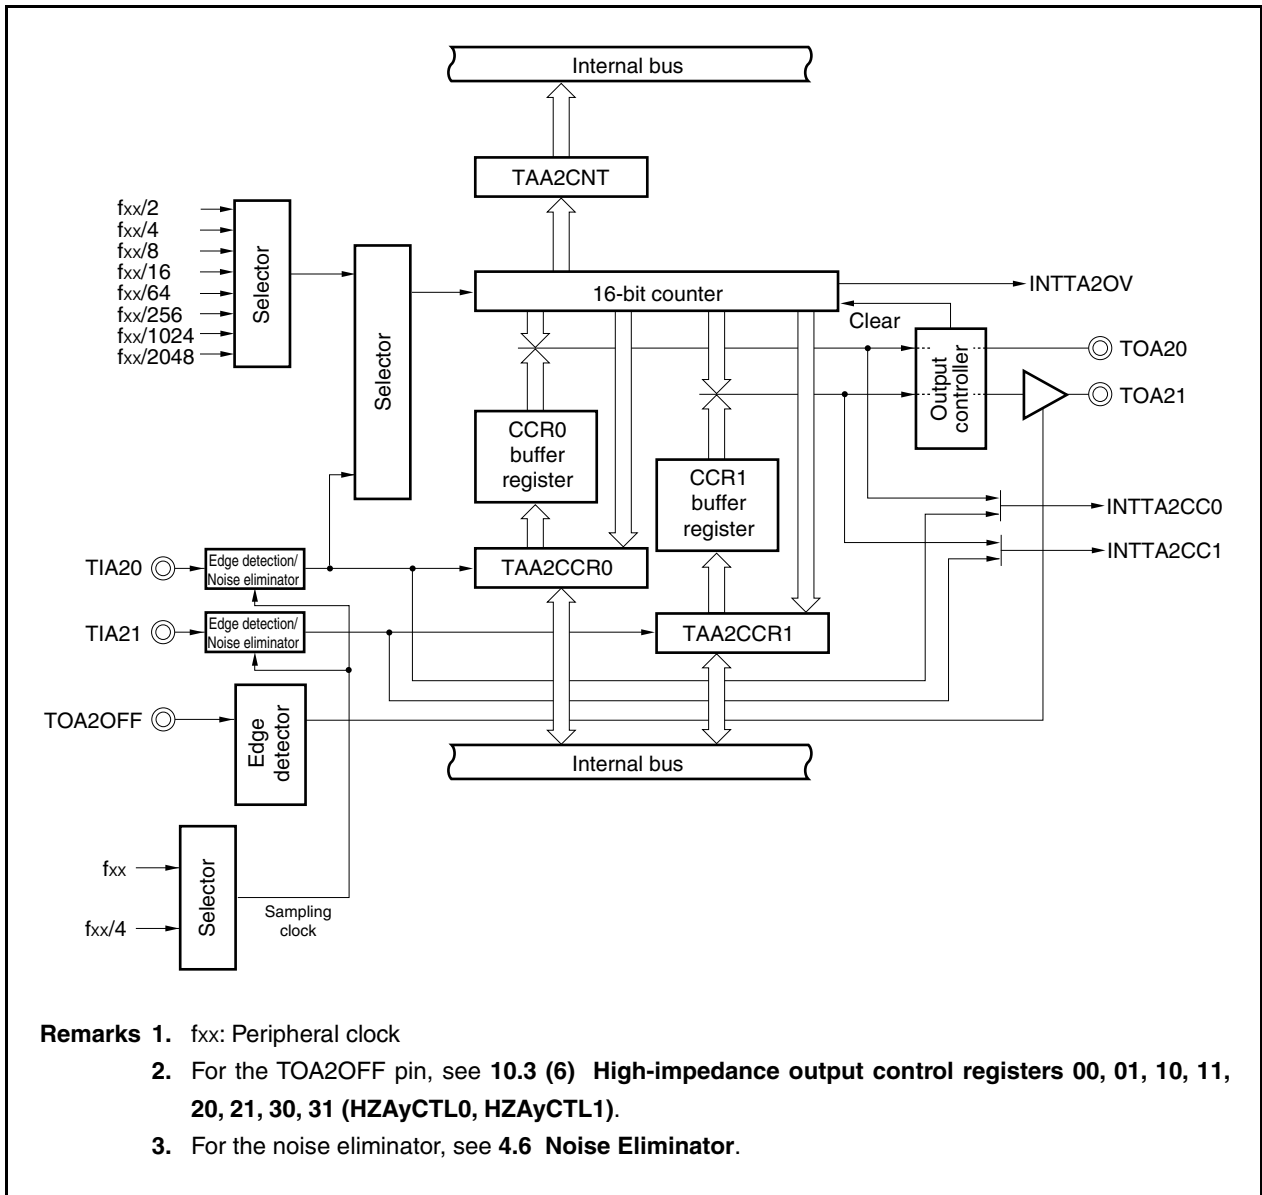 Internal bus
TAA2CNT
fxx/2
fxx/4
fxx/8
fxx/16
fxx/64
fxx/256
fxx/1024
fxx/2048
Selector
Selector
16-bit counter
INTTA2OV
Clear
Output
controller
TOA20
TOA21
CCR0
buffer
register
CCR1
buffer
register
INTTA2CC0
INTTA2CC1
TIA20
Edge detection/
Noise eliminator
TAA2CCR0
TIA21
Edge detection/
Noise eliminator
TAA2CCR1
TOA2OFF
Edge
detector
Internal bus
fxx
fxx/4
Selector
Sampling
clock
Remarks 1. fxx: Peripheral clock
2. For the TOA2OFF pin, see 10.3 (6) High-impedance output control registers 00, 01, 10, 11,
20, 21, 30, 31 (HZAyCTL0, HZAyCTL1).
3. For the noise eliminator, see 4.6 Noise Eliminator.